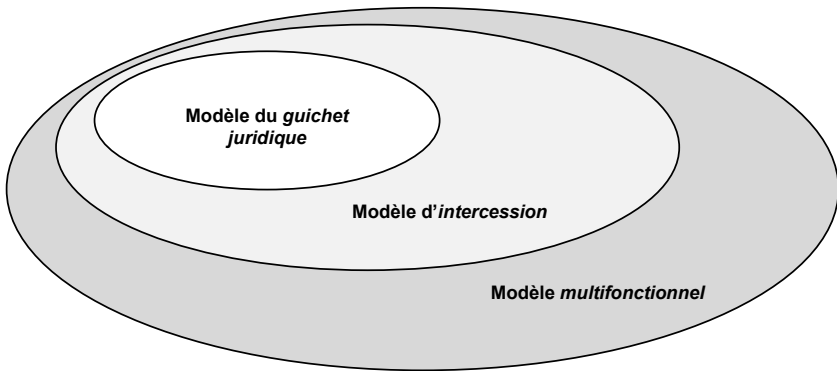 Modèle du guichet
juridique
Modèle d'intercession
Modèle multifonctionnel